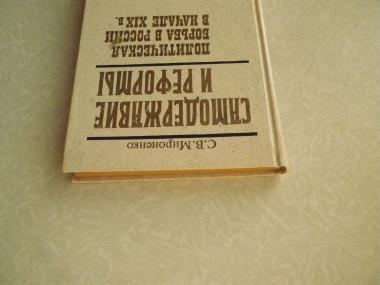 С.В.Мироненко
САМОДЕРЖАВИЕ
И РЕФОРМЫ
ПОЛИТИЧЕСКАЯ
БОРЬБА В РОССИИ
В НАЧАЛЕ XIX в.